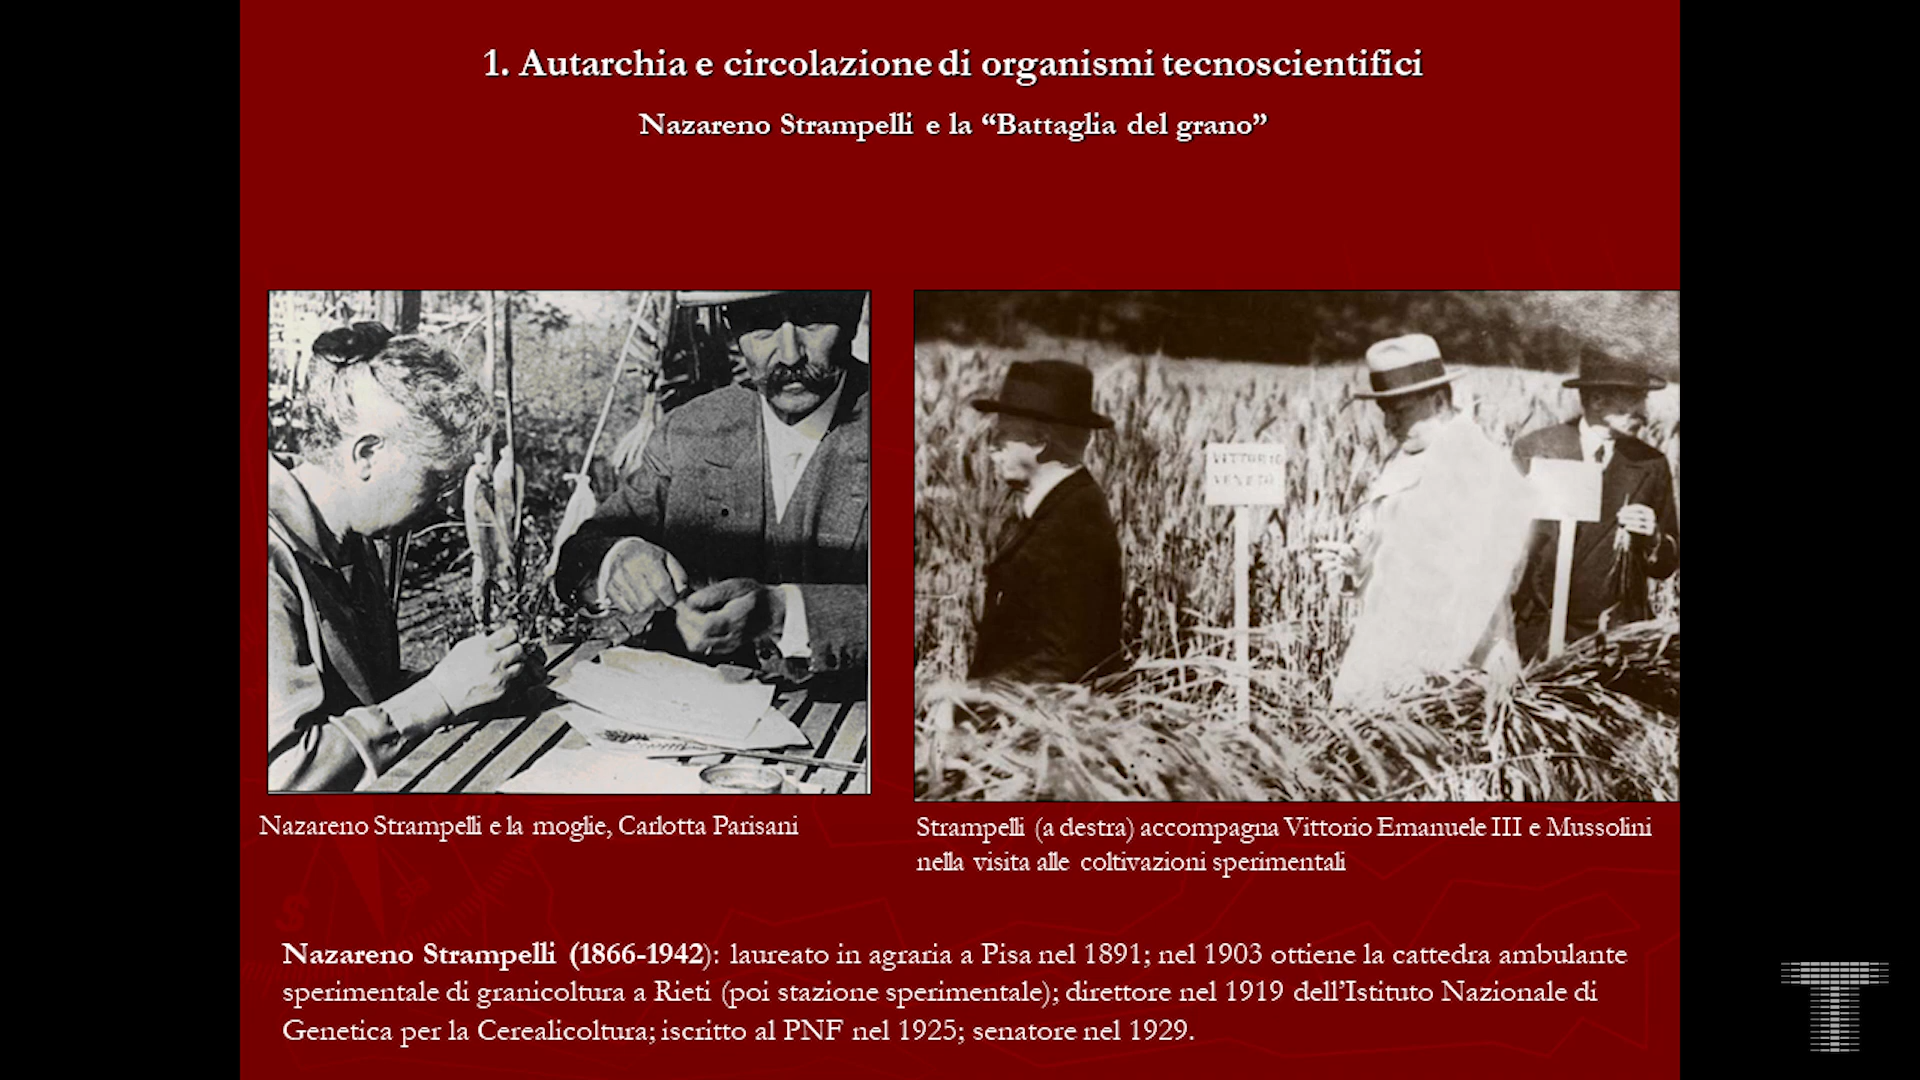 1. Autarchia e circolazione di organismi tecnoscientifici
Nazareno Strampelli e la “Battaglia del grano”
VITTORIO
VENETO
Nazareno Strampelli e la moglie, Carlotta Parisani
Strampelli (a destra) accompagna Vittorio Emanuele III e Mussolini
nella visita alle coltivazioni sperimentali
Nazareno Strampelli (1866-1942): laureato in agraria a Pisa nel 1891; nel 1903 ottiene la cattedra ambulante
sperimentale di granicoltura a Rieti (poi stazione sperimentale); direttore nel 1919 dell’Istituto Nazionale di
Genetica per la Cerealicoltura; iscritto al PNF nel 1925; senatore nel 1929.